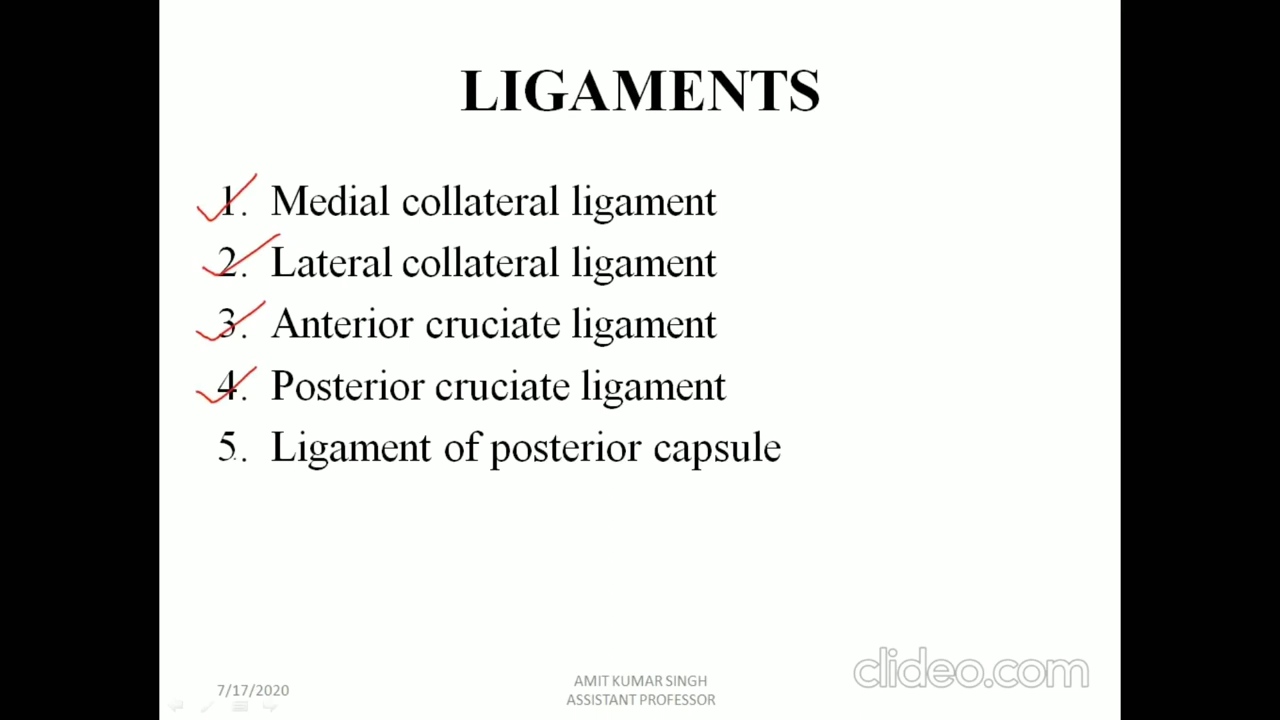 LIGAMENTS
1. Medial collateral ligament
2. Lateral collateral ligament
3. Anterior cruciate ligament
4. Posterior cruciate ligament
5. Ligament of posterior capsule
clideo.com
7/17/2020
AMIT KUMAR SINGH
ASSISTANT PROFESSOR